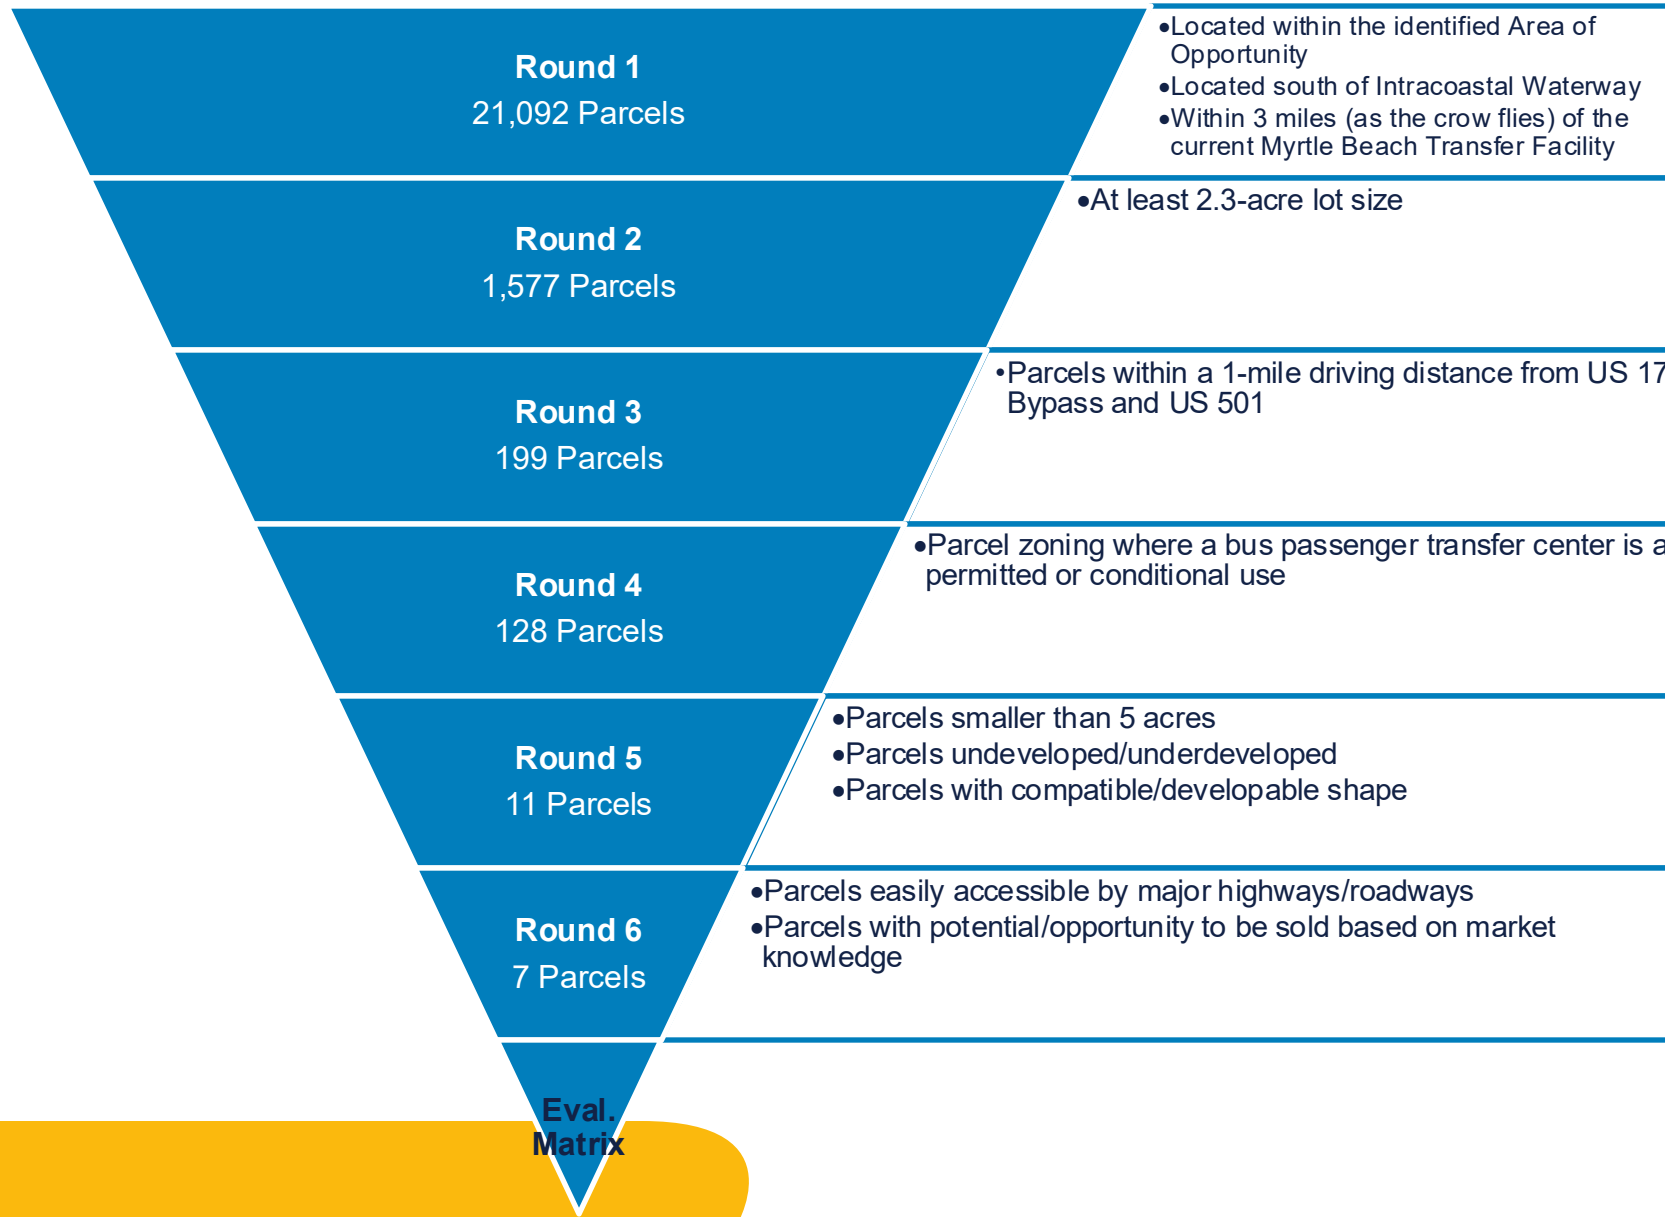 Round 1
21,092 Parcels
•Located within the identified Area of
Opportunity
•Located south of Intracoastal Waterway
•Within 3 miles (as the crow flies) of the
current Myrtle Beach Transfer Facility
Round 2
1,577 Parcels
•At least 2.3-acre lot size
Round 3
199 Parcels
•Parcels within a 1-mile driving distance from US 17
Bypass and US 501
Round 4
128 Parcels
•Parcel zoning where a bus passenger transfer center is a
permitted or conditional use
Round 5
11 Parcels
•Parcels smaller than 5 acres
•Parcels undeveloped/underdeveloped
•Parcels with compatible/developable shape
Round 6
7 Parcels
•Parcels easily accessible by major highways/roadways
•Parcels with potential/opportunity to be sold based on market
knowledge
Eval.
Matrix